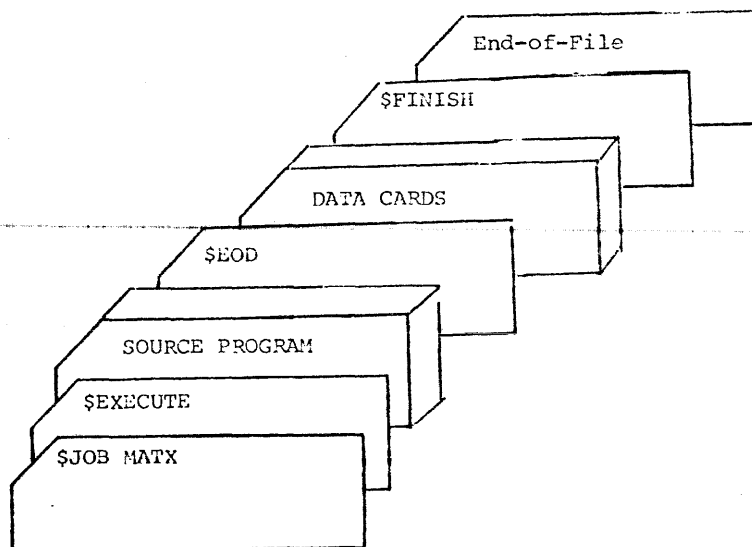 End-of-File
$FINISH
DATA CARDS
$EOD
SOURCE PROGRAM
$EXECUTE
$JOB MATX